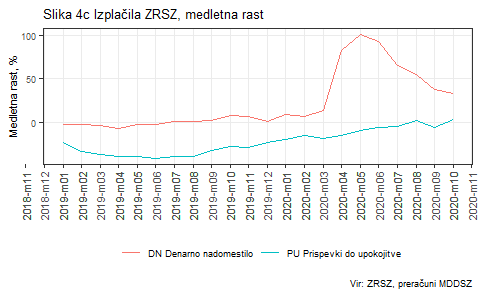 Slika 4c Izplačila ZRSZ, medletna rast
Medletna rast, %
100
50
0
2018-m11
2018-m12
2019-m01
2019-m02
2019-m03
2019-m04
2019-m05
2019-m06
2019-m07
2019-m08
2019-m09
2019-m10
2019-m11
2019-m12
2020-m01
2020-m02
2020-m03
2020-m04
2020-m05
2020-m06
2020-m07
2020-m08
2020-m09
2020-m10
2020-m11
DN Denarno nadomestilo
PU Prispevki do upokojitve
Vir: ZRSZ, preračuni MDDSZ